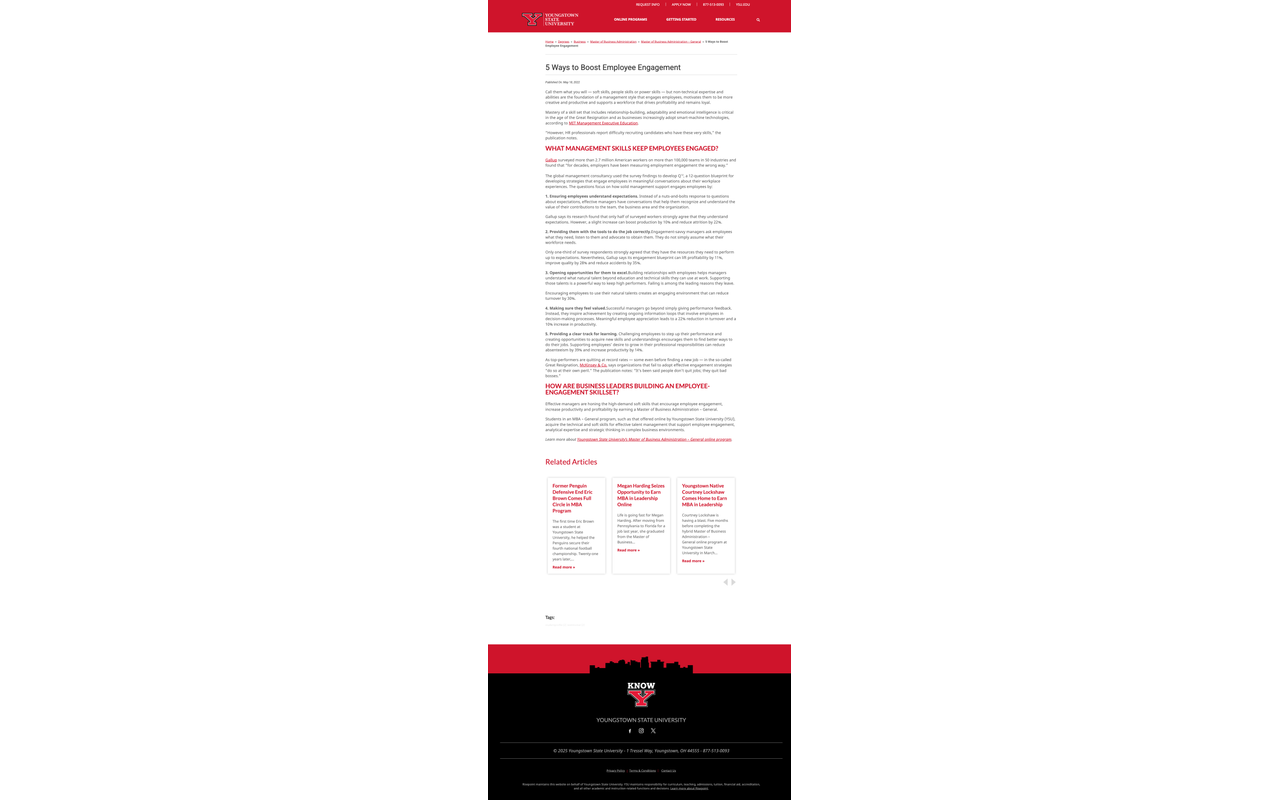 REQUEST INFO | APPLY NOW | 877-513-0093 | YSU.EDU
YOUNGSTOWN
STATE
UNIVERSITY
ONLINE PROGRAMS GETTING STARTED RESOURCES
Home » Degrees » Business » Master of Business Administration » Master of Business Administration – General » 5 Ways to Boost
Employee Engagement
5 Ways to Boost Employee Engagement
Published On: May 18, 2022
Call them what you will — soft skills, people skills or power skills — but non-technical expertise and
abilities are the foundation of a management style that engages employees, motivates them to be more
creative and productive and supports a workforce that drives profitability and remains loyal.
Mastery of a skill set that includes relationship-building, adaptability and emotional intelligence is critical
in the age of the Great Resignation and as businesses increasingly adopt smart-machine technologies,
according to MIT Management Executive Education.
"However, HR professionals report difficulty recruiting candidates who have these very skills," the
publication notes.
WHAT MANAGEMENT SKILLS KEEP EMPLOYEES ENGAGED?
Gallup surveyed more than 2.7 million American workers on more than 100,000 teams in 50 industries and
found that "for decades, employers have been measuring employment engagement the wrong way."
The global management consultancy used the survey findings to develop Q¹², a 12-question blueprint for
developing strategies that engage employees in meaningful conversations about their workplace
experiences. The questions focus on how solid management support engages employees by:
1. Ensuring employees understand expectations. Instead of a nuts-and-bolts response to questions
about expectations, effective managers have conversations that help them recognize and understand the
value of their contributions to the team, the business area and the organization.
Gallup says its research found that only half of surveyed workers strongly agree that they understand
expectations. However, a slight increase can boost production by 10% and reduce attrition by 22%.
2. Providing them with the tools to do the job correctly. Engagement-savvy managers ask employees
what they need, listen to them and advocate to obtain them. They do not simply assume what their
workforce needs.
Only one-third of survey respondents strongly agreed that they have the resources they need to perform
up to expectations. Nevertheless, Gallup says its engagement blueprint can lift profitability by 11%,
improve quality by 28% and reduce accidents by 35%.
3. Opening opportunities for them to excel. Building relationships with employees helps managers
understand what natural talent beyond education and technical skills they can use at work. Supporting
those talents is a powerful way to keep high performers. Failing is among the leading reasons they leave.
Encouraging employees to use their natural talents creates an engaging environment that can reduce
turnover by 30%.
4. Making sure they feel valued. Successful managers go beyond simply giving performance feedback.
Instead, they inspire achievement by creating ongoing information loops that involve employees in
decision-making processes. Meaningful employee appreciation leads to a 22% reduction in turnover and a
10% increase in productivity.
5. Providing a clear track for learning. Challenging employees to step up their performance and
creating opportunities to acquire new skills and understandings encourages them to find better ways to
do their jobs. Supporting employees' desire to grow in their professional responsibilities can reduce
absenteeism by 39% and increase productivity by 14%.
As top-performers are quitting at record rates — some even before finding a new job — in the so-called
Great Resignation, McKinsey & Co. says organizations that fail to adopt effective engagement strategies
"do so at their own peril." The publication notes: "It's been said people don't quit jobs; they quit bad
bosses."
HOW ARE BUSINESS LEADERS BUILDING AN EMPLOYEE-
ENGAGEMENT SKILLSET?
Effective managers are honing the high-demand soft skills that encourage employee engagement,
increase productivity and profitability by earning a Master of Business Administration – General.
Students in an MBA – General program, such as that offered online by Youngstown State University (YSU),
acquire the technical and soft skills for effective talent management that support employee engagement,
analytical expertise and strategic thinking in complex business environments.
Learn more about Youngstown State University's Master of Business Administration – General online program.
Related Articles
Former Penguin
Defensive End Eric
Brown Comes Full
Circle in MBA
Program
The first time Eric Brown
was a student at
Youngstown State
University, he helped the
Penguins secure their
fourth national football
championship. Twenty-one
years later,...
Read more »
Megan Harding Seizes
Opportunity to Earn
MBA in Leadership
Online
Life is going fast for Megan
Harding. After moving from
Pennsylvania to Florida for a
job last year, she graduated
from the Master of
Business...
Read more »
Youngstown Native
Courtney Lockshaw
Comes Home to Earn
MBA in Leadership
Courtney Lockshaw is
having a blast. Five months
before completing the
hybrid Master of Business
Administration –
General online program at
Youngstown State
University in March...
Read more »
Tags:
KNOW
Y
YOUNGSTOWN STATE UNIVERSITY
© 2025 Youngstown State University - 1 Tressel Way, Youngstown, OH 44555 - 877-513-0093
Privacy Policy | Terms & Conditions | Contact Us
Risepoint maintains this website on behalf of Youngstown State University. YSU maintains responsibility for curriculum, teaching, admissions, tuition, financial aid, accreditation,
and all other academic and instruction-related functions and decisions. Learn more about Risepoint.